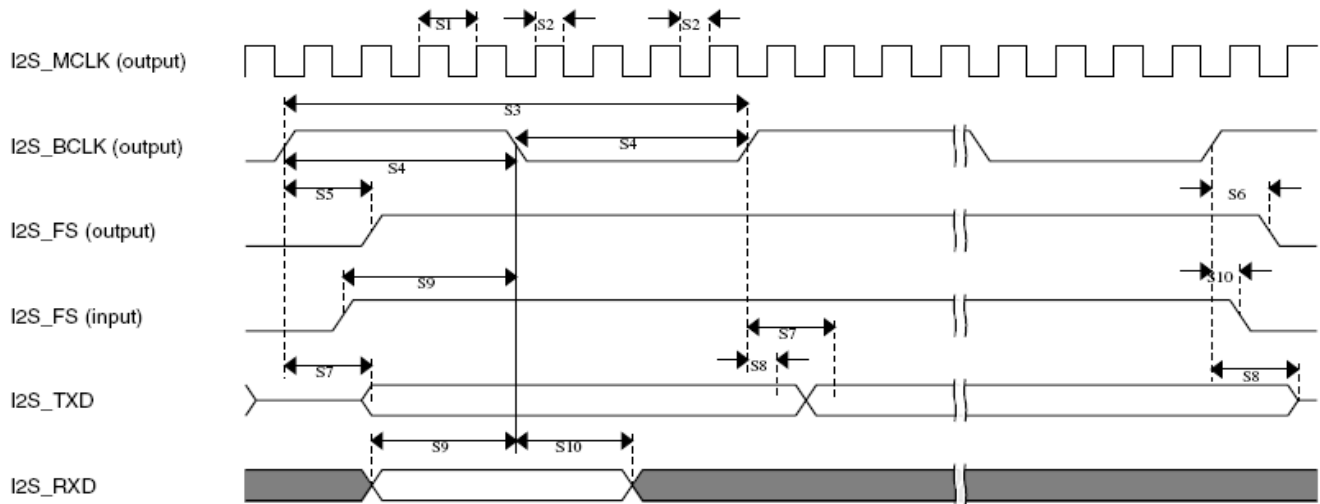 S1 S2 S2
I2S_MCLK (output)
S3
I2S_BCLK (output)
S4
S4
S5 S6
I2S_FS (output)
S9 S10
I2S_FS (input)
S7
S7 S8 S8
I2S_TXD
S9 S10
I2S_RXD